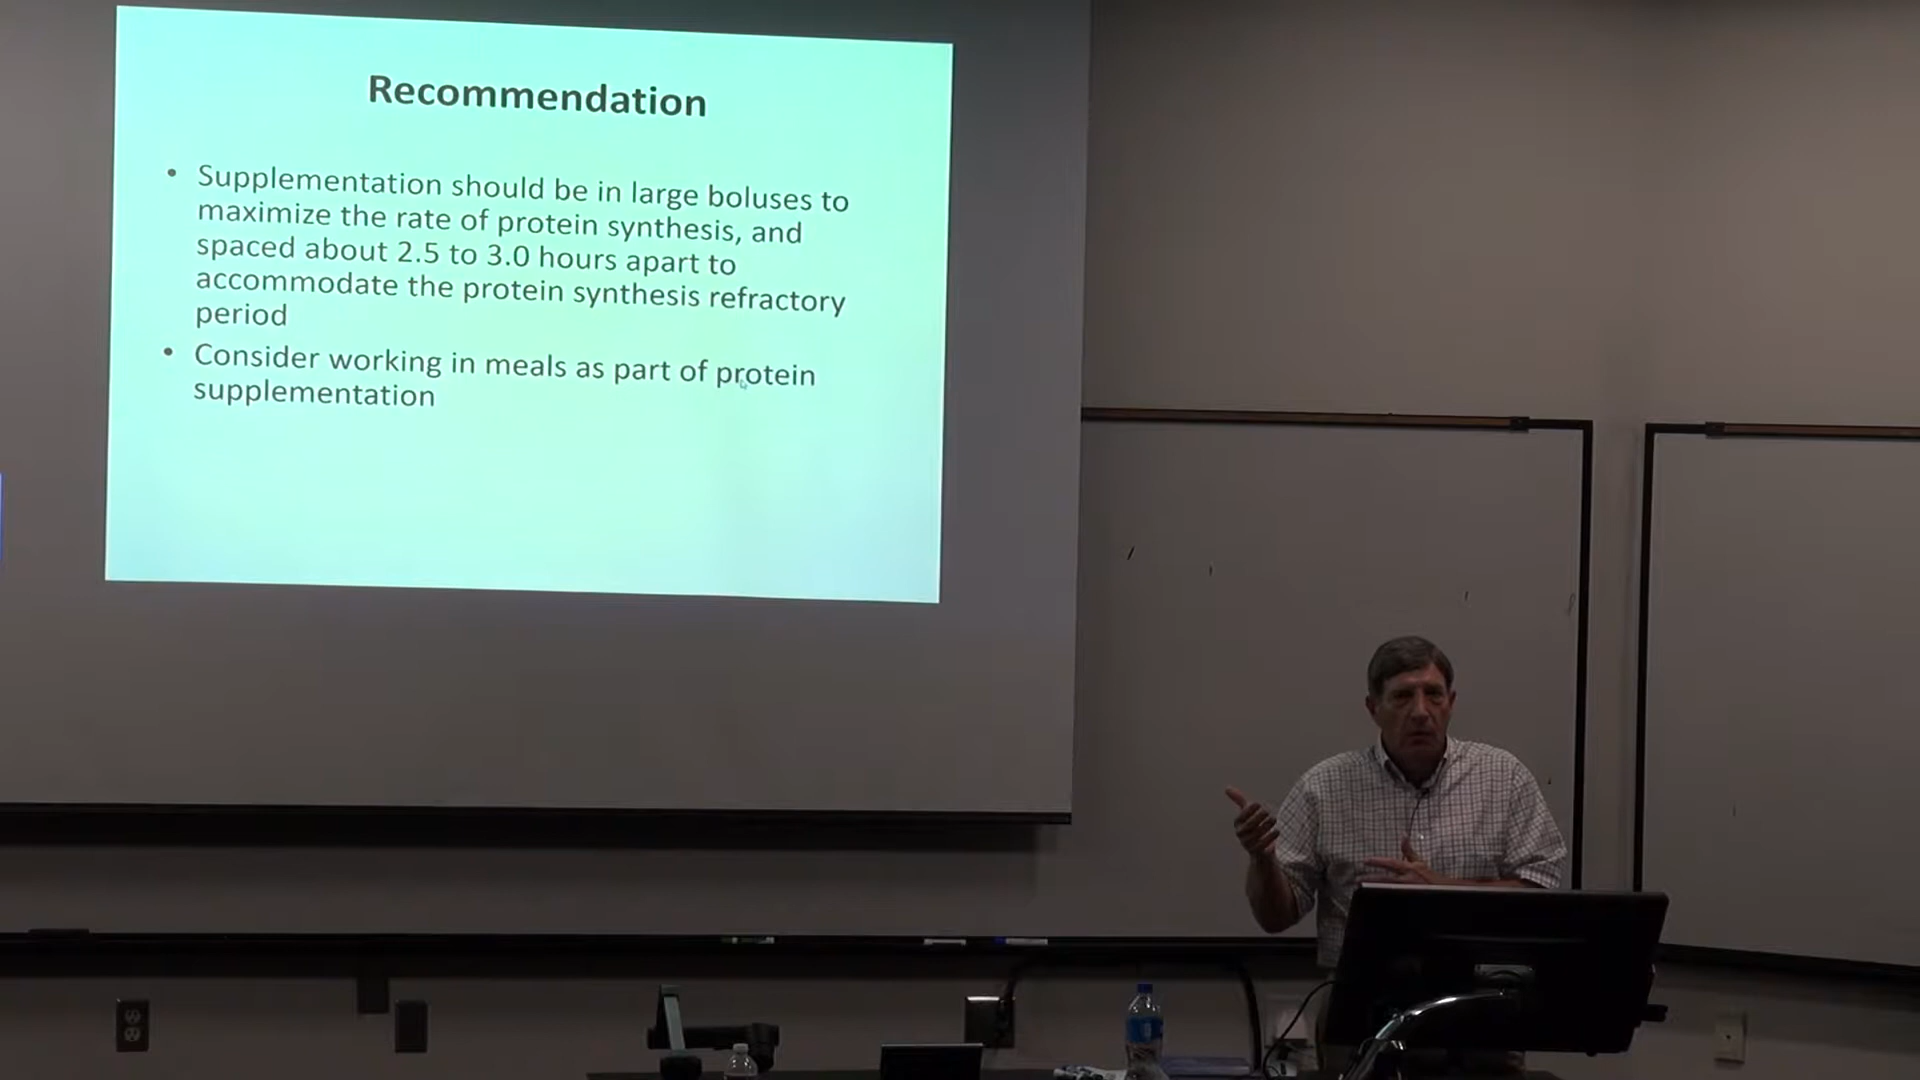 Recommendation
• Supplementation should be in large boluses to
maximize the rate of protein synthesis, and
spaced about 2.5 to 3.0 hours apart to
accommodate the protein synthesis refractory
period
• Consider working in meals as part of protein
supplementation